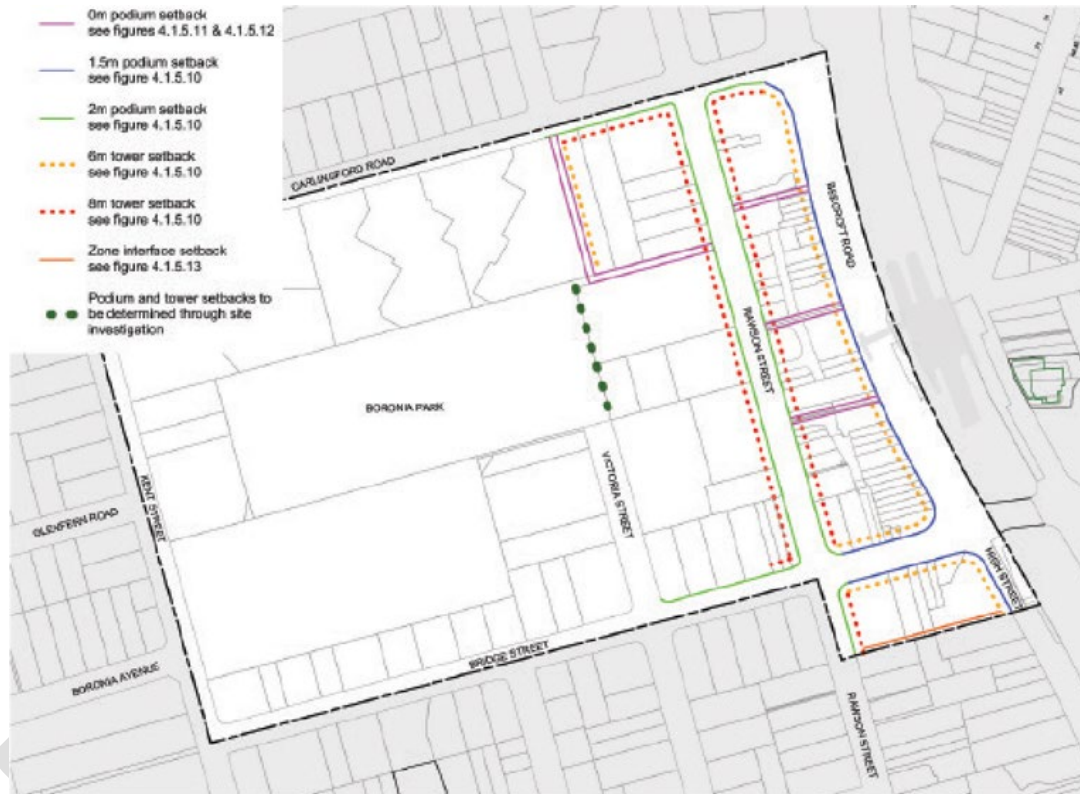 0m podium setback
see figures 4.1.5.11 & 4.1.5.12
1.5m podium setback
see figure 4.1.5.10
2m podium setback
see figure 4.1.5.10
6m tower setback
see figure 4.1.5.10
8m tower setback
see figure 4.1.5.10
Zone interface setback
see figure 4.1.5.13
Podium and tower setbacks to
be determined through site
investigation
CARLINGFORD ROAD
BEECROFT ROAD
RAWSON STREET
BORONIA PARK
VICTORIA STREET
KENT STREET
GLENFERN ROAD
HIGH STREET
BRIDGE STREET
BORONIA AVENUE
RAWSON STREET